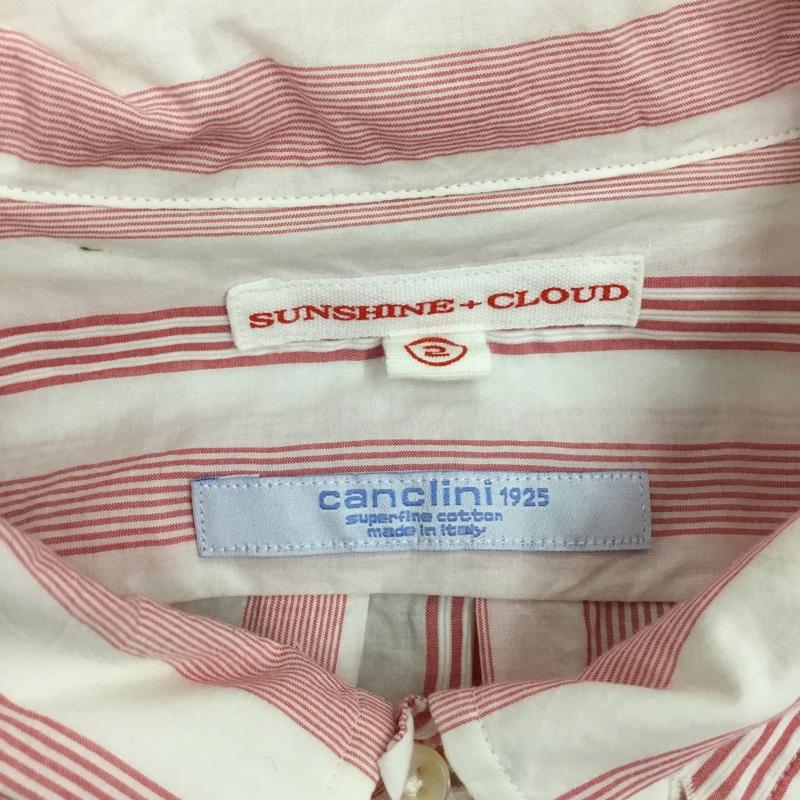 SUNSHINE + CLOUD
2
canclini 1925
superfine cotton
made in italy